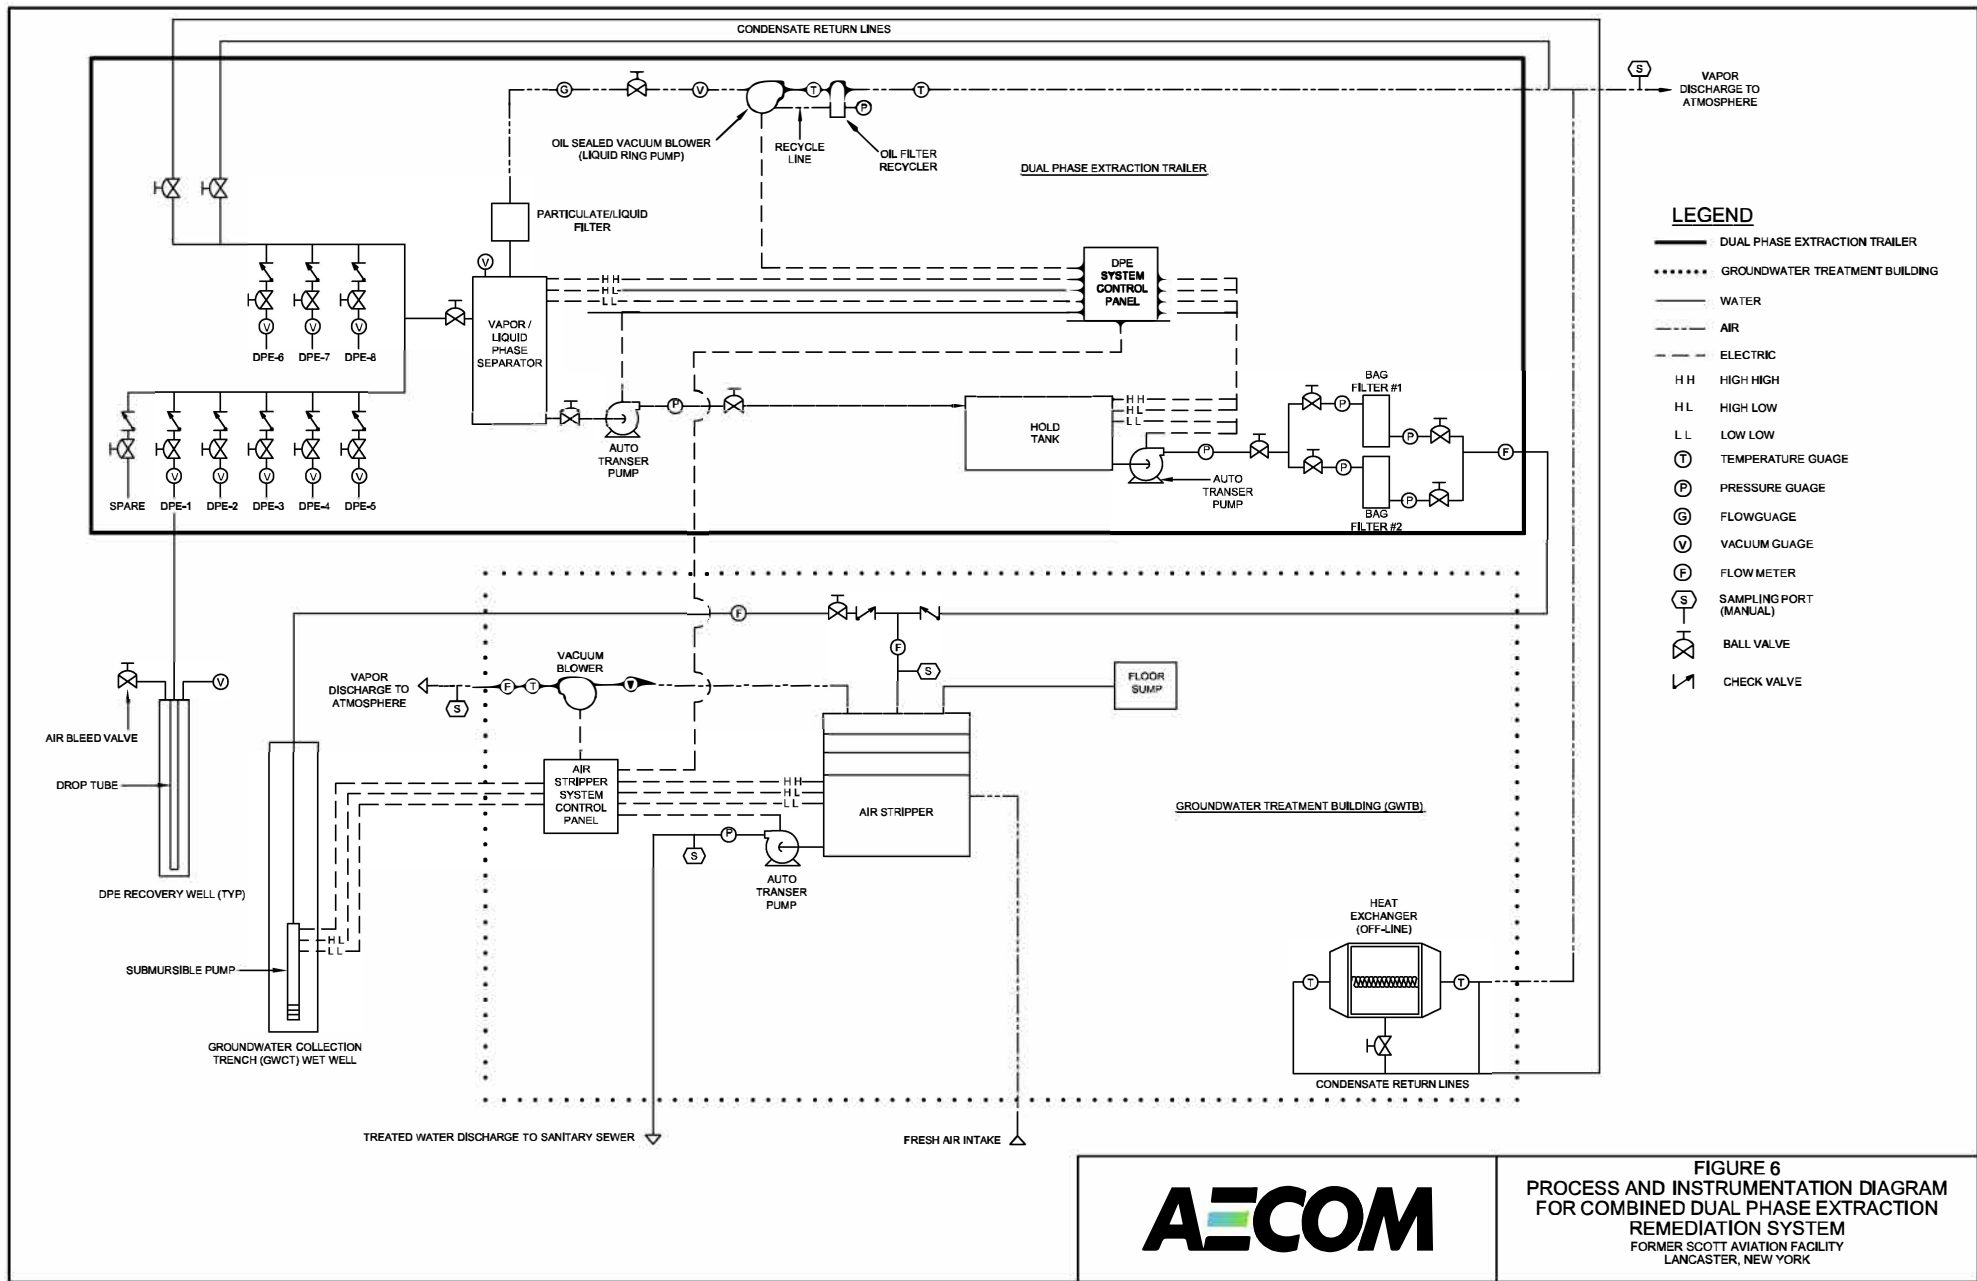 CONDENSATE RETURN LINES
S
VAPOR
DISCHARGE TO
ATMOSPHERE
G
V
T
P
T
OIL SEALED VACUUM BLOWER
(LIQUID RING PUMP)
RECYCLE
LINE
OIL FILTER
RECYCLER
DUAL PHASE EXTRACTION TRAILER
PARTICULATE/LIQUID
FILTER
V
VAPOR /
LIQUID
PHASE
SEPARATOR
H H
H L
L L
DPE
SYSTEM
CONTROL
PANEL
V V V
DPE-6 DPE-7 DPE-8
V V V V V
SPARE DPE-1 DPE-2 DPE-3 DPE-4 DPE-5
AUTO
TRANSER
PUMP
P
HOLD
TANK
H H
H L
L L
AUTO
TRANSER
PUMP
P
BAG
FILTER #1
P
P
P
P
BAG
FILTER #2
F
LEGEND
DUAL PHASE EXTRACTION TRAILER
GROUNDWATER TREATMENT BUILDING
WATER
AIR
ELECTRIC
H H HIGH HIGH
H L HIGH LOW
L L LOW LOW
T TEMPERATURE GUAGE
P PRESSURE GUAGE
G FLOWGUAGE
V VACUUM GUAGE
F FLOW METER
S SAMPLING PORT
(MANUAL)
BALL VALVE
CHECK VALVE
V
AIR BLEED VALVE
DROP TUBE
DPE RECOVERY WELL (TYP)
SUBMURSIBLE PUMP
H L
L L
GROUNDWATER COLLECTION
TRENCH (GWCT) WET WELL
F
F
S
VACUUM
BLOWER
VAPOR
DISCHARGE TO
ATMOSPHERE
S
F
T
FLOOR
SUMP
AIR
STRIPPER
SYSTEM
CONTROL
PANEL
H H
H L
L L
AIR STRIPPER
P
S
AUTO
TRANSER
PUMP
GROUNDWATER TREATMENT BUILDING (GWTB)
HEAT
EXCHANGER
(OFF-LINE)
T
T
CONDENSATE RETURN LINES
TREATED WATER DISCHARGE TO SANITARY SEWER
FRESH AIR INTAKE
AECOM
FIGURE 6
PROCESS AND INSTRUMENTATION DIAGRAM
FOR COMBINED DUAL PHASE EXTRACTION
REMEDIATION SYSTEM
FORMER SCOTT AVIATION FACILITY
LANCASTER, NEW YORK